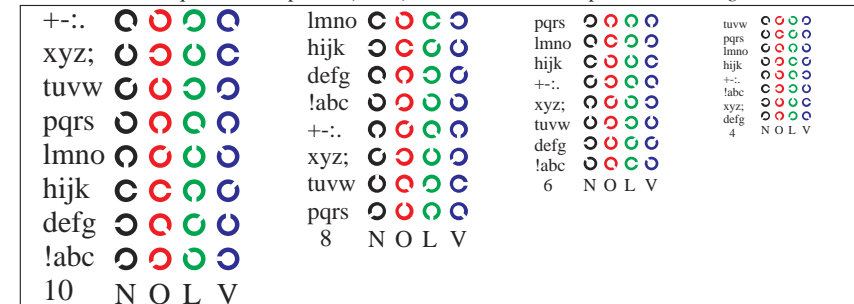 +-:.
xyz;
tuvw
pqrs
lmno
hijk
defg
!abc
10 N O L V
lmno
hijk
defg
!abc
+-:.
xyz;
tuvw
pqrs
8 N O L V
pqrs
lmno
hijk
+-:.
xyz;
tuvw
defg
!abc
6 N O L V
tuvw
pqrs
lmno
hijk
+-:.
!abc
xyz;
defg
4 N O L V